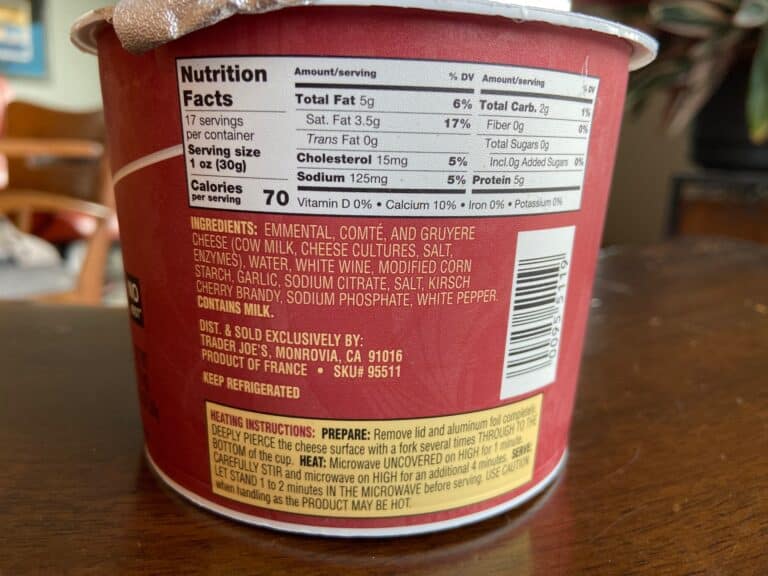 Nutrition
Facts
17 servings
per container
Serving size
1 oz (30g)
Calories
per serving 70
Amount/serving % DV
Total Fat 5g 6%
Sat. Fat 3.5g 17%
Trans Fat 0g
Cholesterol 15mg 5%
Sodium 125mg 5%
Amount/serving % DV
Total Carb. 2g 1%
Fiber 0g 0%
Total Sugars 0g
Incl.0g Added Sugars 0%
Protein 5g
Vitamin D 0% • Calcium 10% • Iron 0% • Potassium 0%
INGREDIENTS: EMMENTAL, COMTÉ, AND GRUYERE
CHEESE (COW MILK, CHEESE CULTURES, SALT,
ENZYMES), WATER, WHITE WINE, MODIFIED CORN
STARCH, GARLIC, SODIUM CITRATE, SALT, KIRSCH
CHERRY BRANDY, SODIUM PHOSPHATE, WHITE PEPPER.
CONTAINS MILK.
DIST. & SOLD EXCLUSIVELY BY:
TRADER JOE'S, MONROVIA, CA 91016
PRODUCT OF FRANCE • SKU# 95511
KEEP REFRIGERATED
0095 5119
NO
HEATING INSTRUCTIONS: PREPARE: Remove lid and aluminum foil completely.
DEEPLY PIERCE the cheese surface with a fork several times THROUGH TO THE
BOTTOM of the cup. HEAT: Microwave UNCOVERED on HIGH for 1 minute.
CAREFULLY STIR and microwave on HIGH for an additional 4 minutes. SERVE:
LET STAND 1 to 2 minutes IN THE MICROWAVE before serving. USE CAUTION
when handling as the PRODUCT MAY BE HOT.